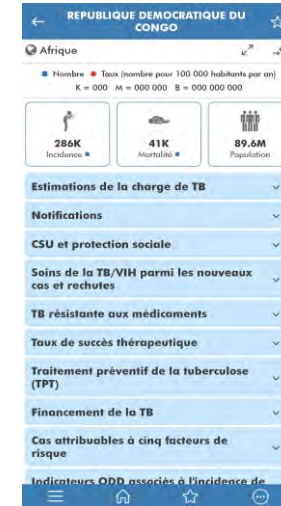 REPUBLIQUE DEMOCRATIQUE DU
CONGO
Afrique
Nombre Taux (nombre pour 100 000 habitants par an)
K = 000 M = 000 000 B = 000 000 000
286K 41K 89.6M
Incidence Mortalité Population
Estimations de la charge de TB
Notifications
CSU et protection sociale
Soins de la TB/VIH parmi les nouveaux
cas et rechutes
TB résistante aux médicaments
Taux de succès thérapeutique
Traitement préventif de la tuberculose
(TPT)
Financement de la TB
Cas attribuables à cinq facteurs de
risque
Indicateurs ODD associés à l'incidence de